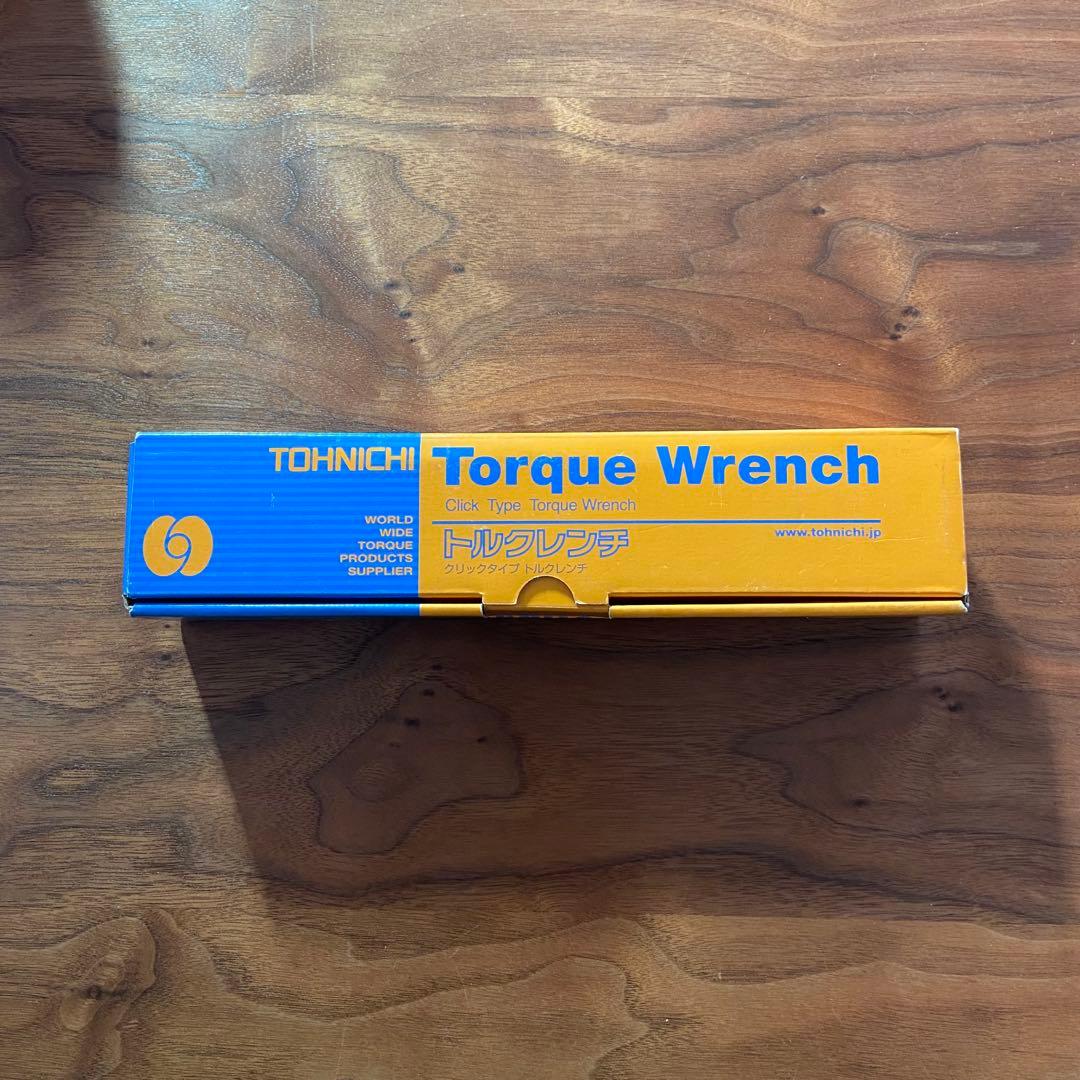 TOHNICHI
WORLD
WIDE
TORQUE
PRODUCTS
SUPPLIER
Torque Wrench
Click Type Torque Wrench
www.tohnichi.jp
トルクレンチ
クリックタイプ トルクレンチ